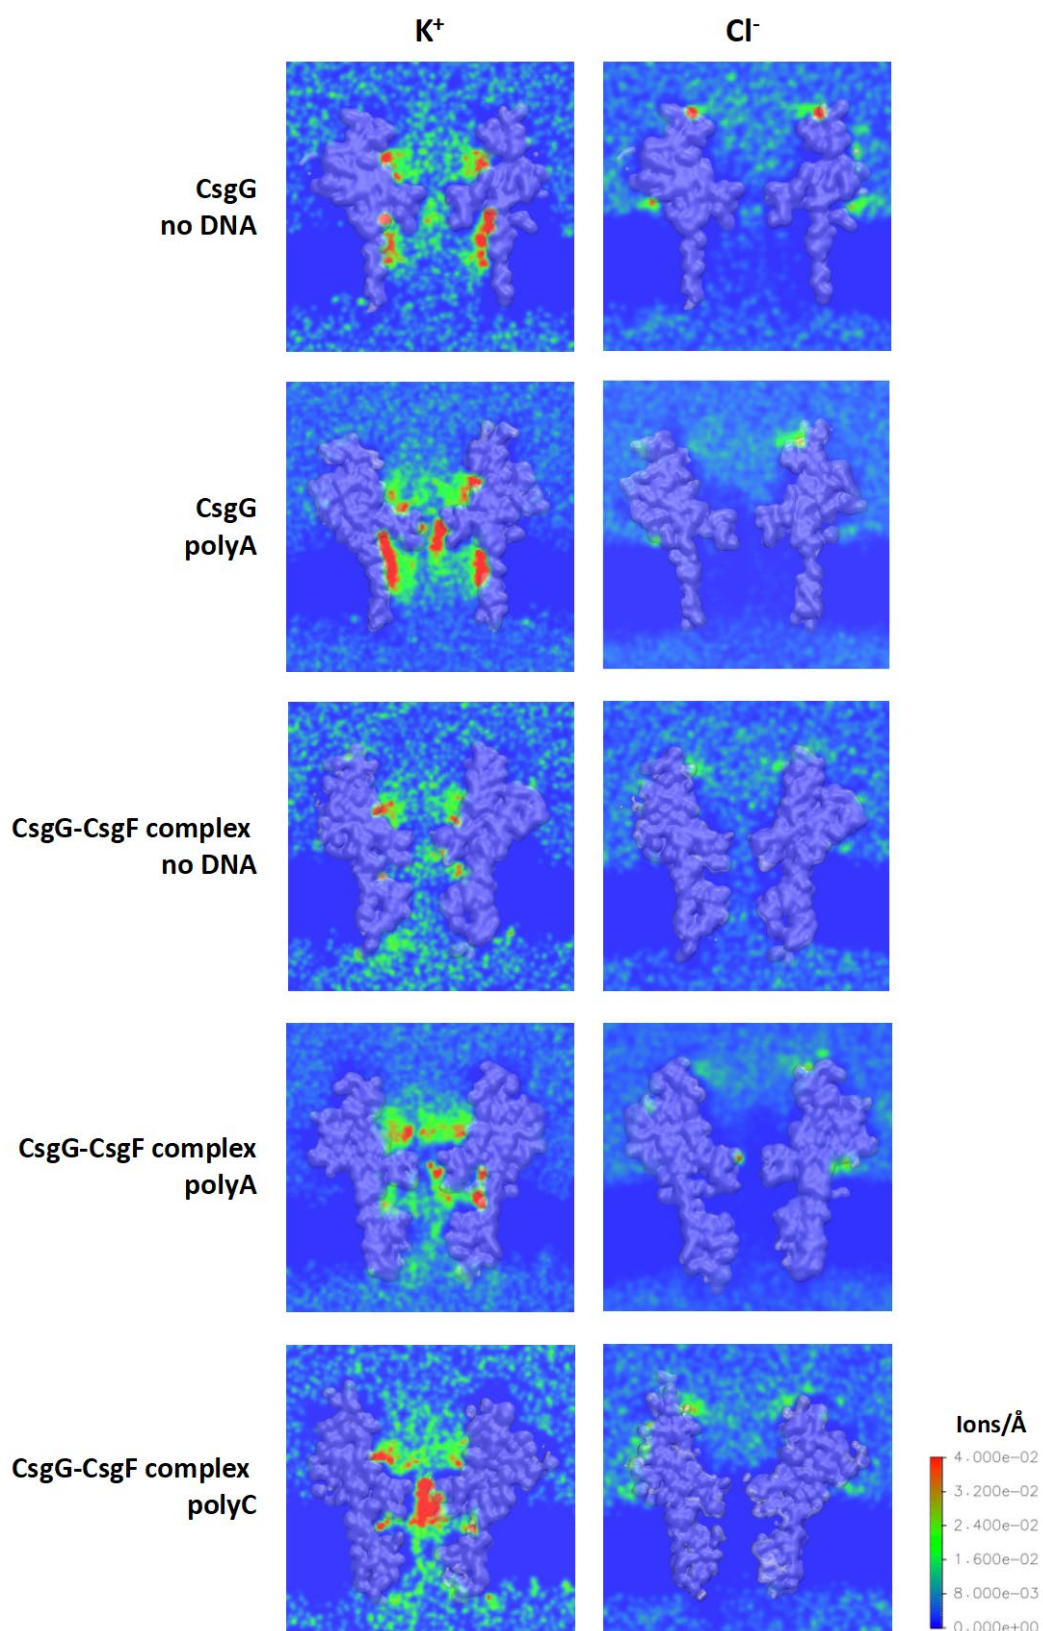 K⁺
Cl⁻
CsgG
no DNA
CsgG
polyA
CsgG-CsgF complex
no DNA
CsgG-CsgF complex
polyA
CsgG-CsgF complex
polyC
Ions/Å
4.000e-02
3.200e-02
2.400e-02
1.600e-02
8.000e-03
0.000e+00